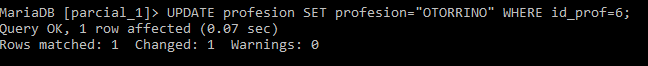 MariaDB [parcial_1]> UPDATE profesion SET profesion="OTORRINO" WHERE id_prof=6;
Query OK, 1 row affected (0.07 sec)
Rows matched: 1  Changed: 1  Warnings: 0